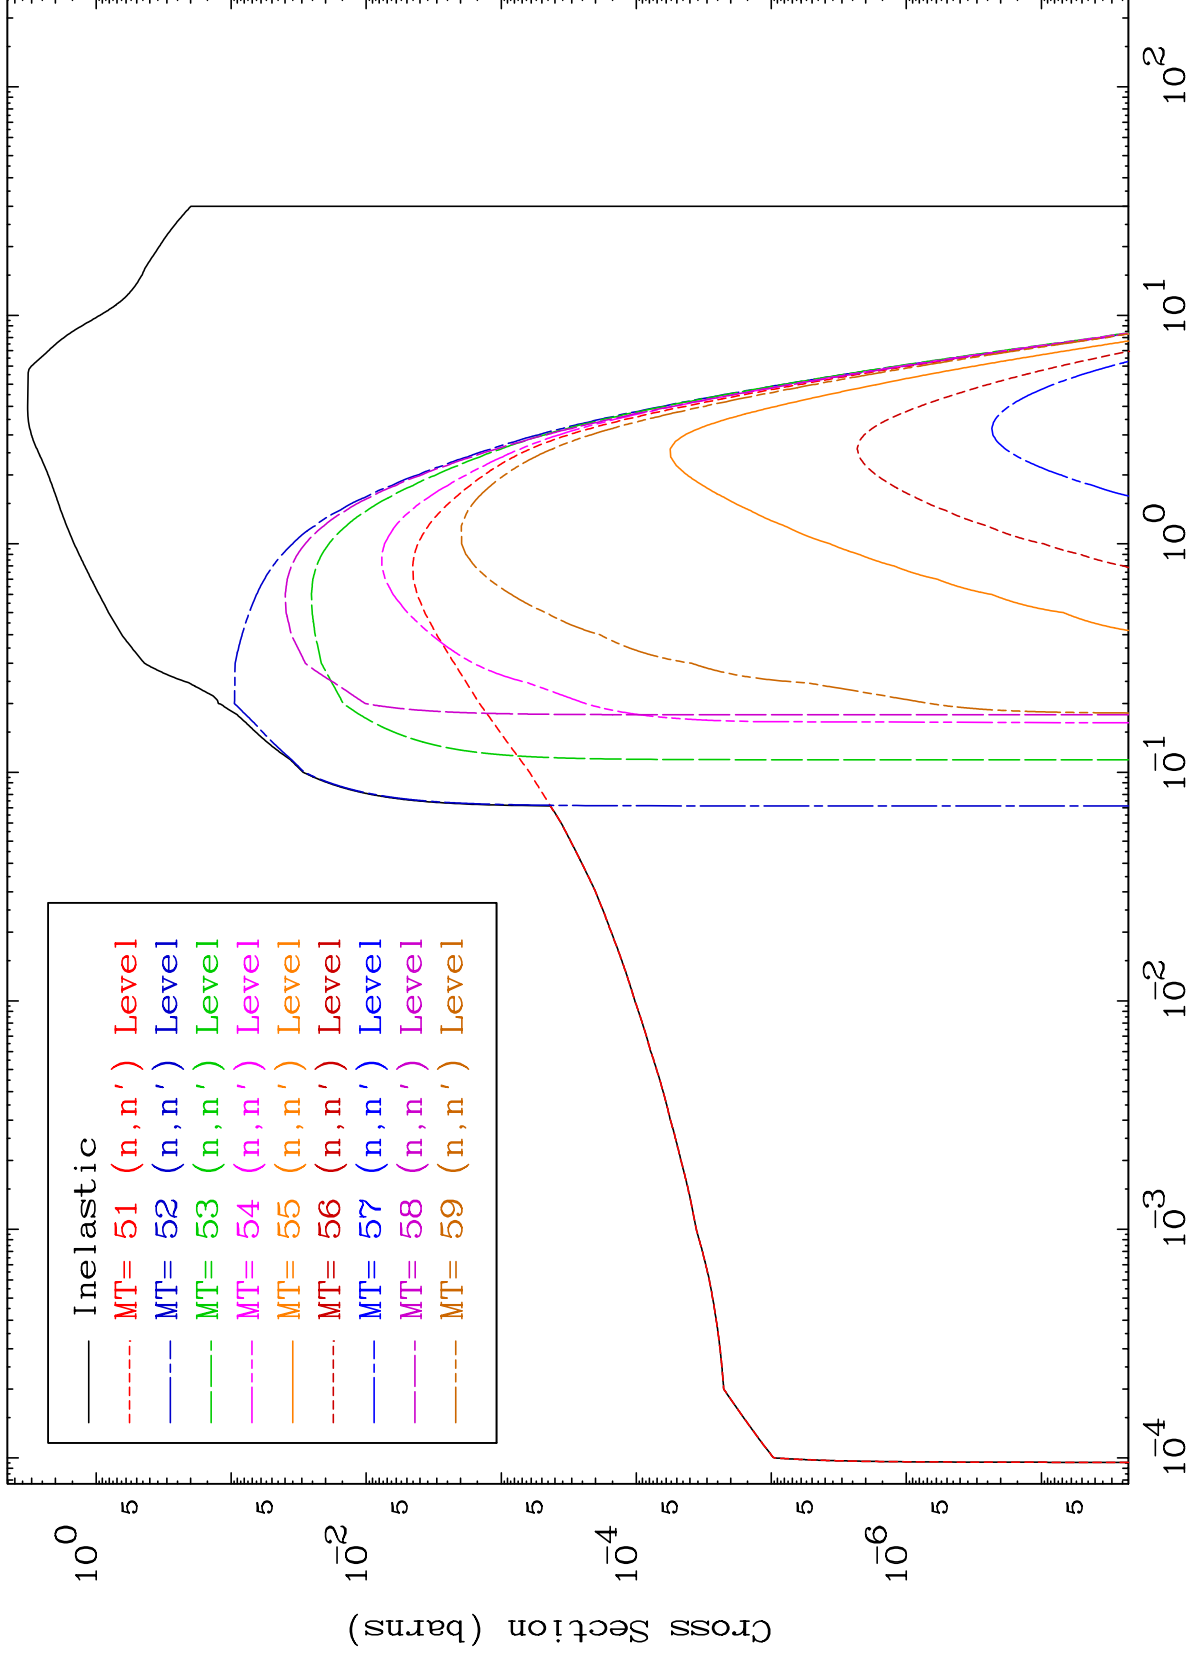 Cross Section (barns)
10^0
5
5
10^-2
5
5
10^-4
5
5
10^-6
5
5
Inelastic
MT= 51 (n,n') Level
MT= 52 (n,n') Level
MT= 53 (n,n') Level
MT= 54 (n,n') Level
MT= 55 (n,n') Level
MT= 56 (n,n') Level
MT= 57 (n,n') Level
MT= 58 (n,n') Level
MT= 59 (n,n') Level
10^-4
10^-3
10^-2
10^-1
10^0
10^1
10^2